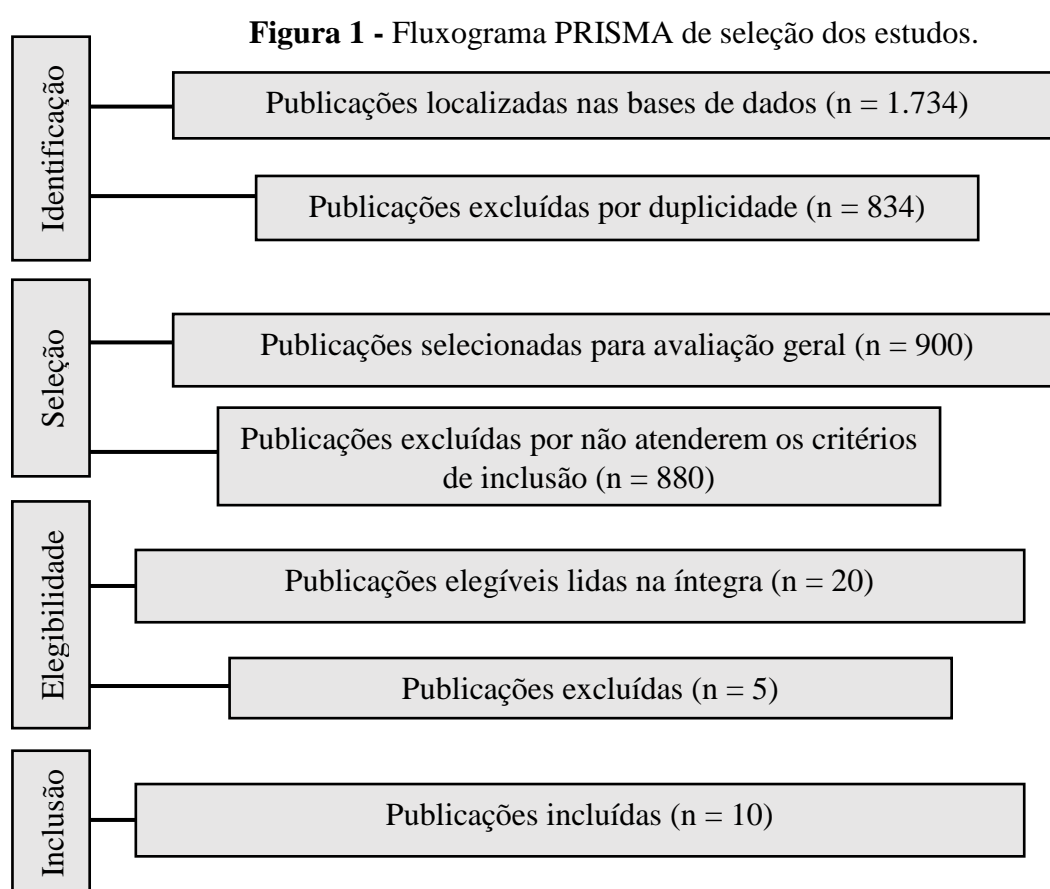 Figura 1 - Fluxograma PRISMA de seleção dos estudos.
Identificação
Publicações localizadas nas bases de dados (n = 1.734)
Publicações excluídas por duplicidade (n = 834)
Seleção
Publicações selecionadas para avaliação geral (n = 900)
Publicações excluídas por não atenderem os critérios
de inclusão (n = 880)
Elegibilidade
Publicações elegíveis lidas na íntegra (n = 20)
Publicações excluídas (n = 5)
Inclusão
Publicações incluídas (n = 10)